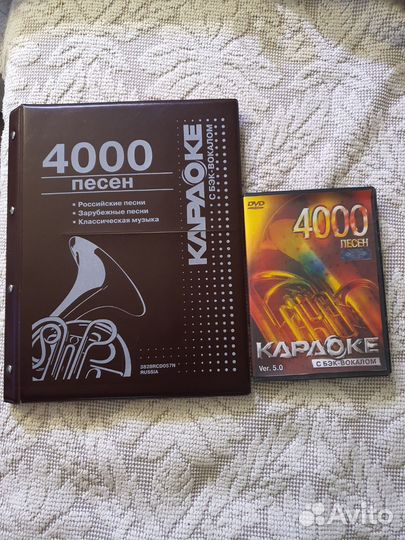 4000
песен
• Российские песни
• Зарубежные песни
• Классическая музыка
КАРАОКЕ
С БЭК-ВОКАЛОМ
3828RCD057N
RUSSIA
DVD
4000
ПЕСЕН
КАРАОКЕ
Ver. 5.0
С БЭК-ВОКАЛОМ
Avito